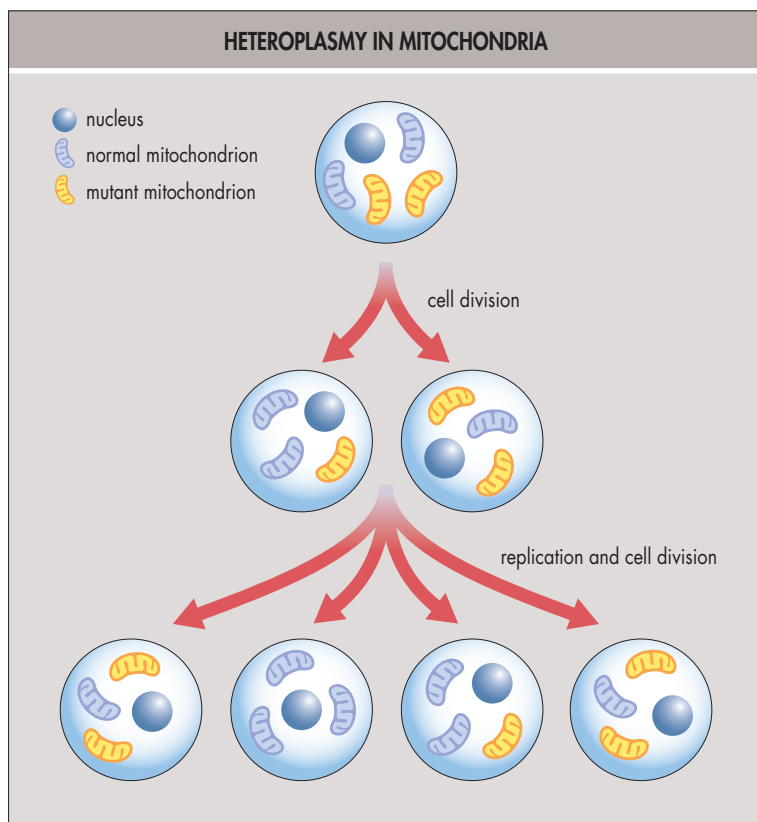 HETEROPLASMY IN MITOCHONDRIA
nucleus
normal mitochondrion
mutant mitochondrion
cell division
replication and cell division